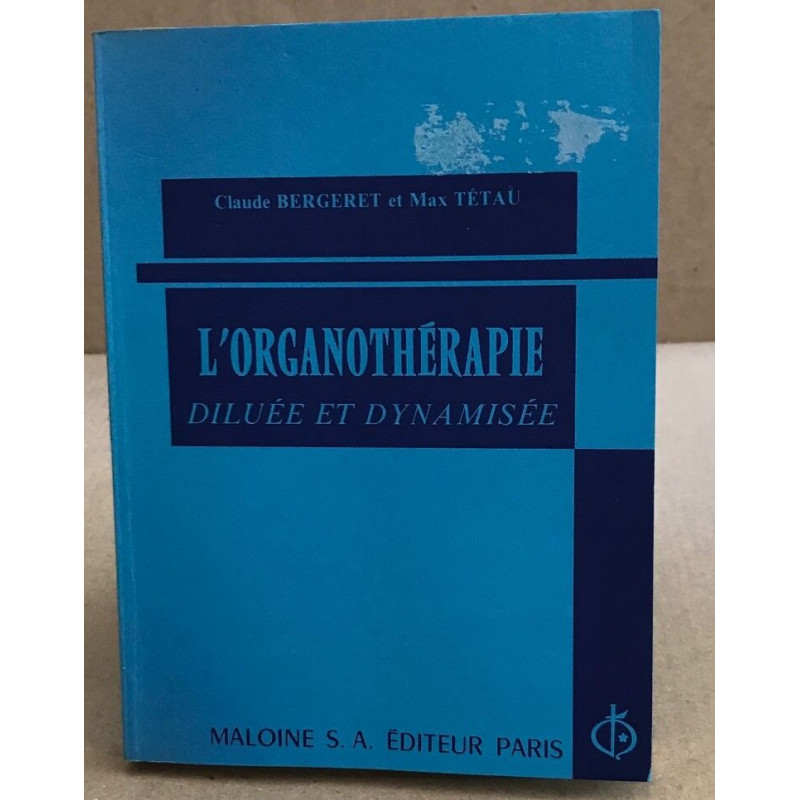 Claude BERGERET et Max TÉTAU
L'ORGANOTHÉRAPIE
DILUÉE ET DYNAMISÉE
MALOINE S. A. ÉDITEUR PARIS